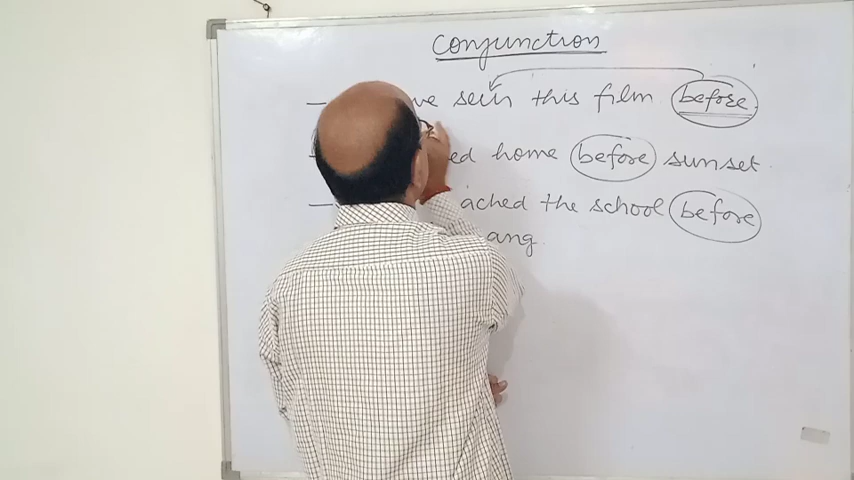 Conjunction
- ve seen this film before.
- ed home before sunset.
- ached the school before
ang.